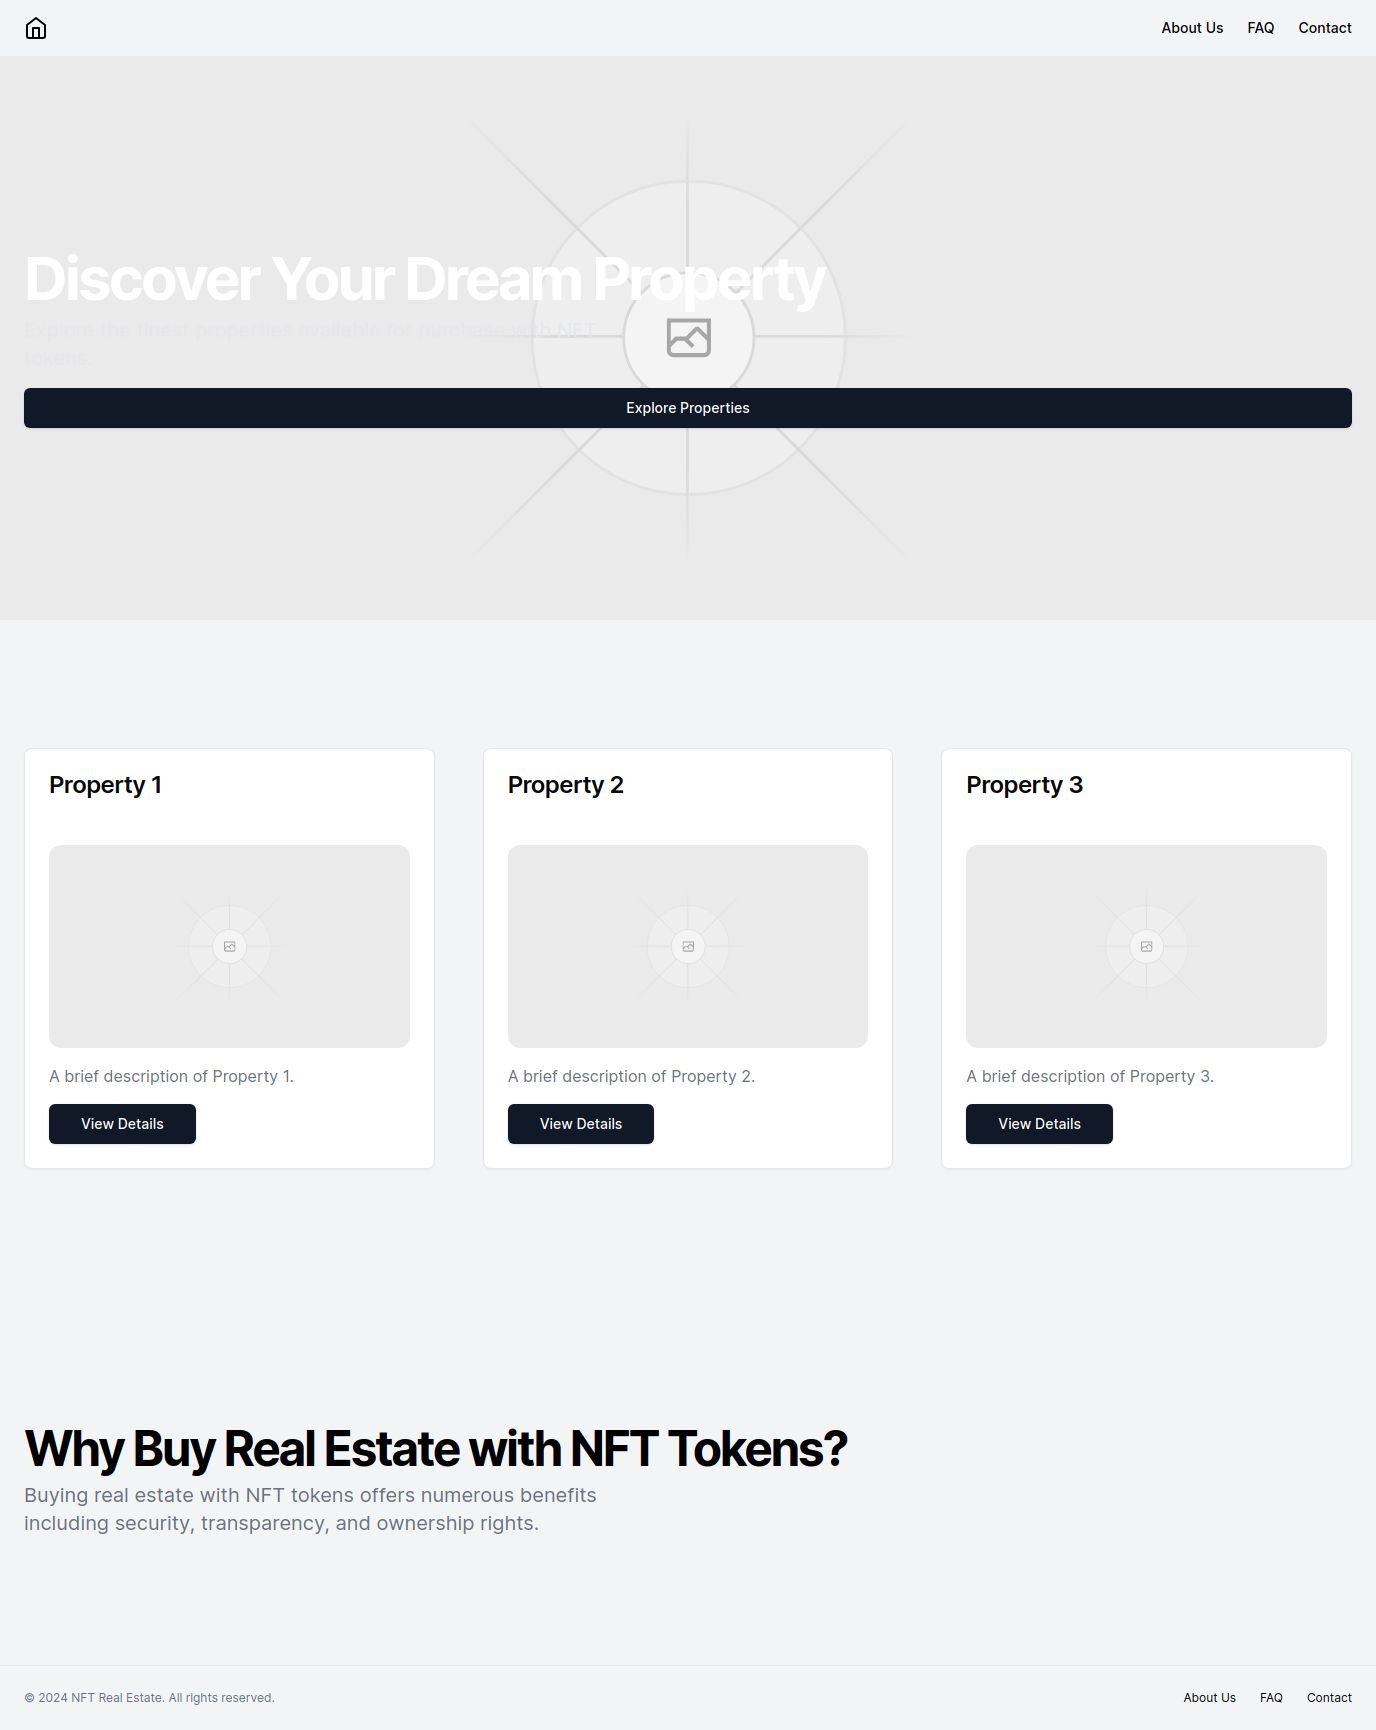 About Us
FAQ
Contact
Discover Your Dream Property
Explore the finest properties available for purchase with NFT
tokens.
Explore Properties
Property 1
Property 2
Property 3
A brief description of Property 1.
A brief description of Property 2.
A brief description of Property 3.
View Details
View Details
View Details
Why Buy Real Estate with NFT Tokens?
Buying real estate with NFT tokens offers numerous benefits
including security, transparency, and ownership rights.
© 2024 NFT Real Estate. All rights reserved.
About Us
FAQ
Contact